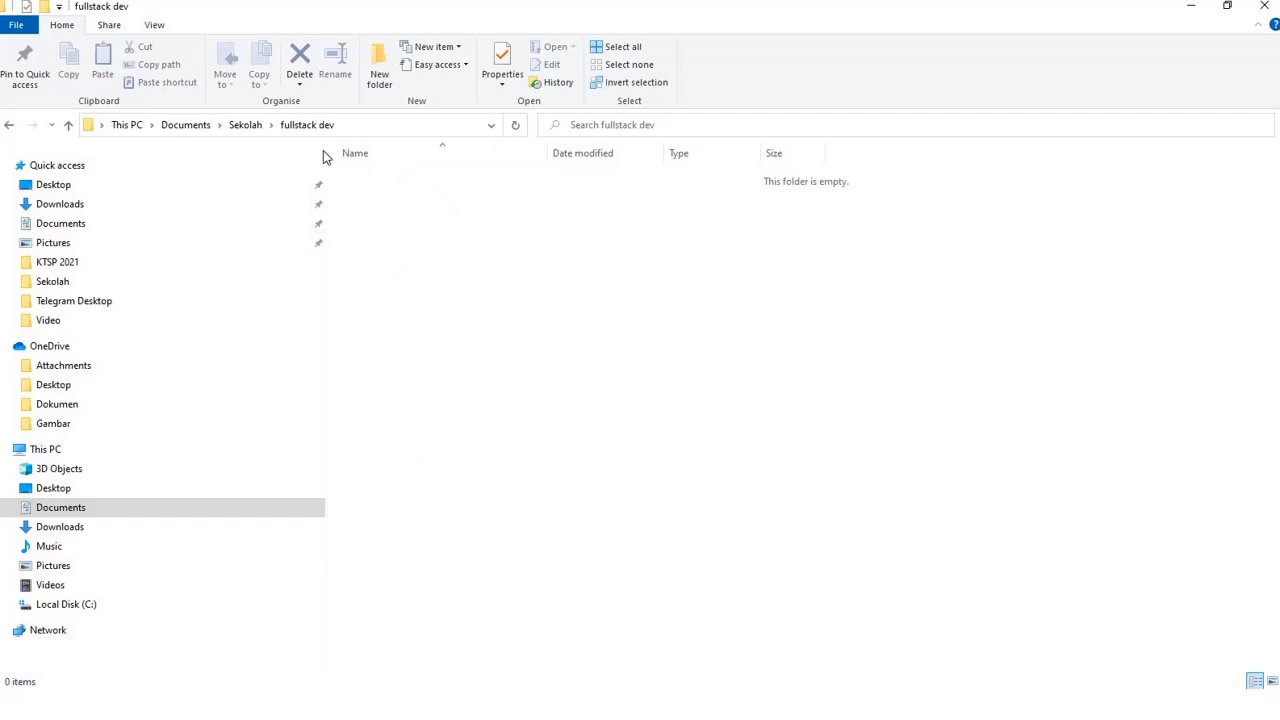 fullstack dev
File Home Share View
Pin to Quick access
Copy
Paste
Cut
Copy path
Paste shortcut
Clipboard
Move to
Copy to
Delete
Rename
Organise
New folder
New item
Easy access
New
Properties
Open
Edit
History
Open
Select all
Select none
Invert selection
Select
This PC > Documents > Sekolah > fullstack dev
Search fullstack dev
Name Date modified Type Size
This folder is empty.
Quick access
Desktop
Downloads
Documents
Pictures
KTSP 2021
Sekolah
Telegram Desktop
Video
OneDrive
Attachments
Desktop
Dokumen
Gambar
This PC
3D Objects
Desktop
Documents
Downloads
Music
Pictures
Videos
Local Disk (C:)
Network
0 items